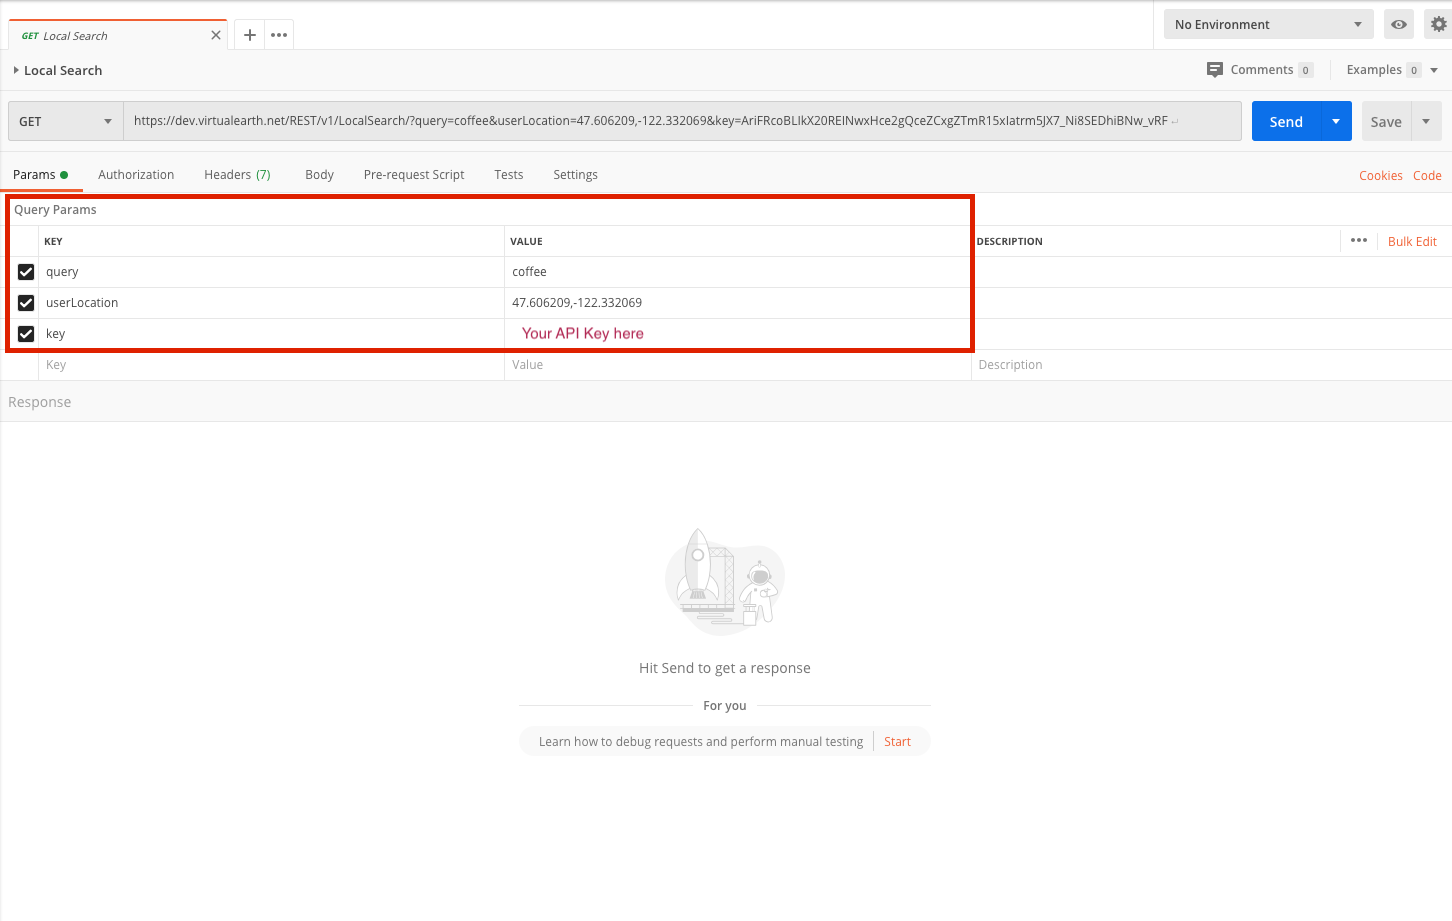 GET Local Search
No Environment
Local Search
Comments 0
Examples 0
GET
https://dev.virtualearth.net/REST/v1/LocalSearch/?query=coffee&userLocation=47.606209,-122.332069&key=AriFRcoBLIkX20REINwxHce2gQceZCxgZTmR15xIatrm5JX7_Ni8SEDhiBNw_vRF
Send
Save
Params
Authorization
Headers (7)
Body
Pre-request Script
Tests
Settings
Cookies
Code
Query Params
KEY
VALUE
DESCRIPTION
Bulk Edit
query
coffee
userLocation
47.606209,-122.332069
key
Your API Key here
Key
Value
Description
Response
Hit Send to get a response
For you
Learn how to debug requests and perform manual testing
Start